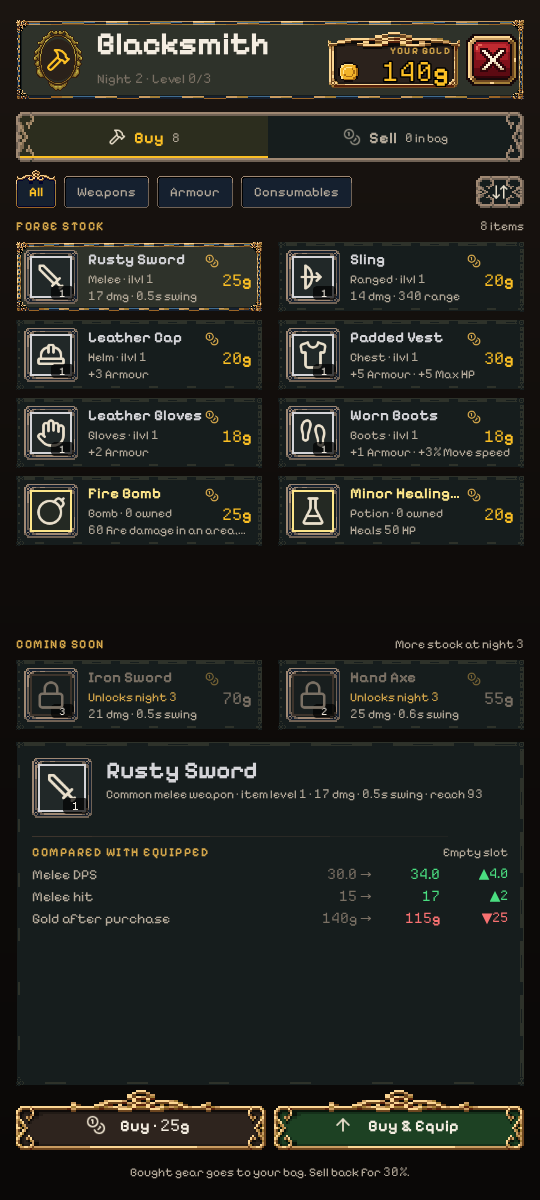 Blacksmith
Night 2 · Level 0/3
YOUR GOLD
140g
Buy 8
Sell 0 in bag
All
Weapons
Armour
Consumables
FORGE STOCK
8 items
Rusty Sword
Melee · ilvl 1
25g
17 dmg · 0.5s swing
1
Sling
Ranged · ilvl 1
20g
14 dmg · 340 range
1
Leather Cap
Helm · ilvl 1
20g
+3 Armour
1
Padded Vest
Chest · ilvl 1
30g
+5 Armour · +5 Max HP
1
Leather Gloves
Gloves · ilvl 1
18g
+2 Armour
1
Worn Boots
Boots · ilvl 1
18g
+1 Armour · +3% Move speed
1
Fire Bomb
Bomb · 0 owned
25g
60 fire damage in an area,...
Minor Healing...
Potion · 0 owned
20g
Heals 50 HP
COMING SOON
More stock at night 3
Iron Sword
Unlocks night 3
70g
21 dmg · 0.5s swing
3
Hand Axe
Unlocks night 3
55g
25 dmg · 0.6s swing
2
Rusty Sword
Common melee weapon · item level 1 · 17 dmg · 0.5s swing · reach 93
1
COMPARED WITH EQUIPPED
Empty slot
Melee DPS 30.0 → 34.0 ▲4.0
Melee hit 15 → 17 ▲2
Gold after purchase 140g → 115g ▼25
Buy · 25g
Buy & Equip
Bought gear goes to your bag. Sell back for 30%.